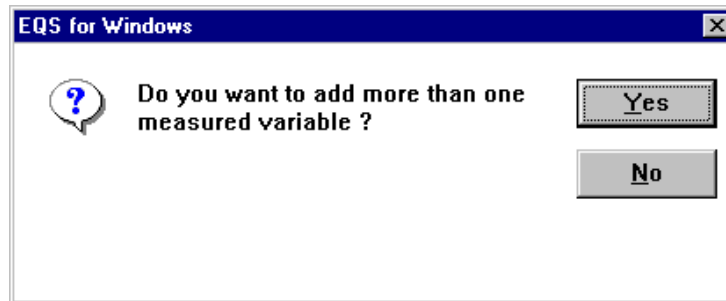 EQS for Windows
?
Do you want to add more than one
measured variable ?
Yes
No